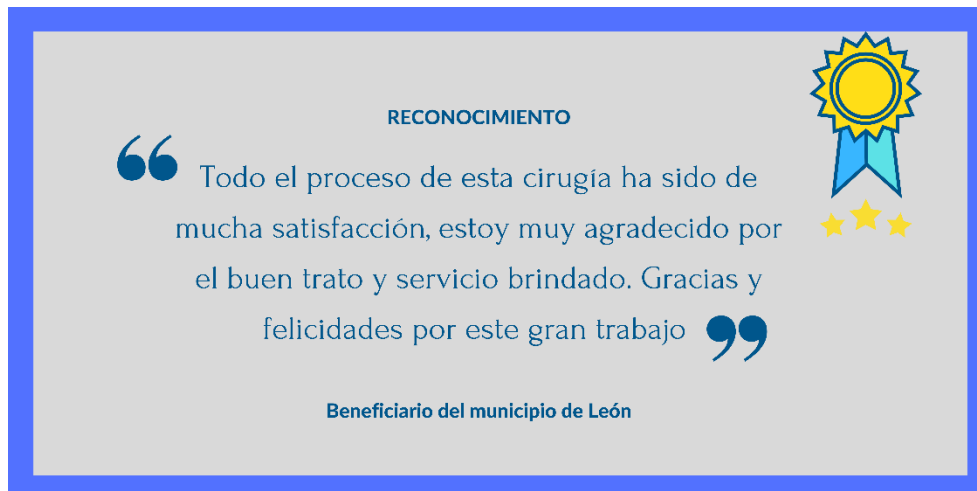 RECONOCIMIENTO
“ Todo el proceso de esta cirugía ha sido de
mucha satisfacción, estoy muy agradecido por
el buen trato y servicio brindado. Gracias y
felicidades por este gran trabajo ”
Beneficiario del municipio de León